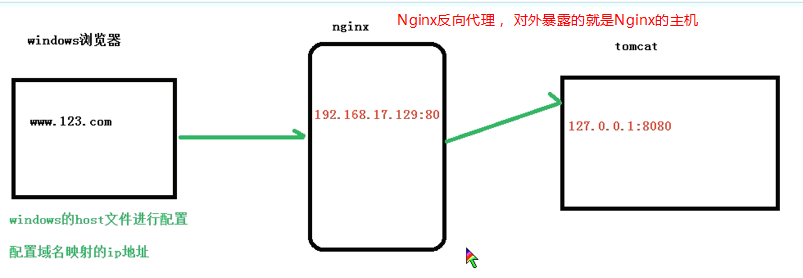 Nginx反向代理 ，对外暴露的就是Nginx的主机
windows浏览器
nginx
tomcat
www.123.com
192.168.17.129:80
127.0.0.1:8080
windows的host文件进行配置
配置域名映射的ip地址